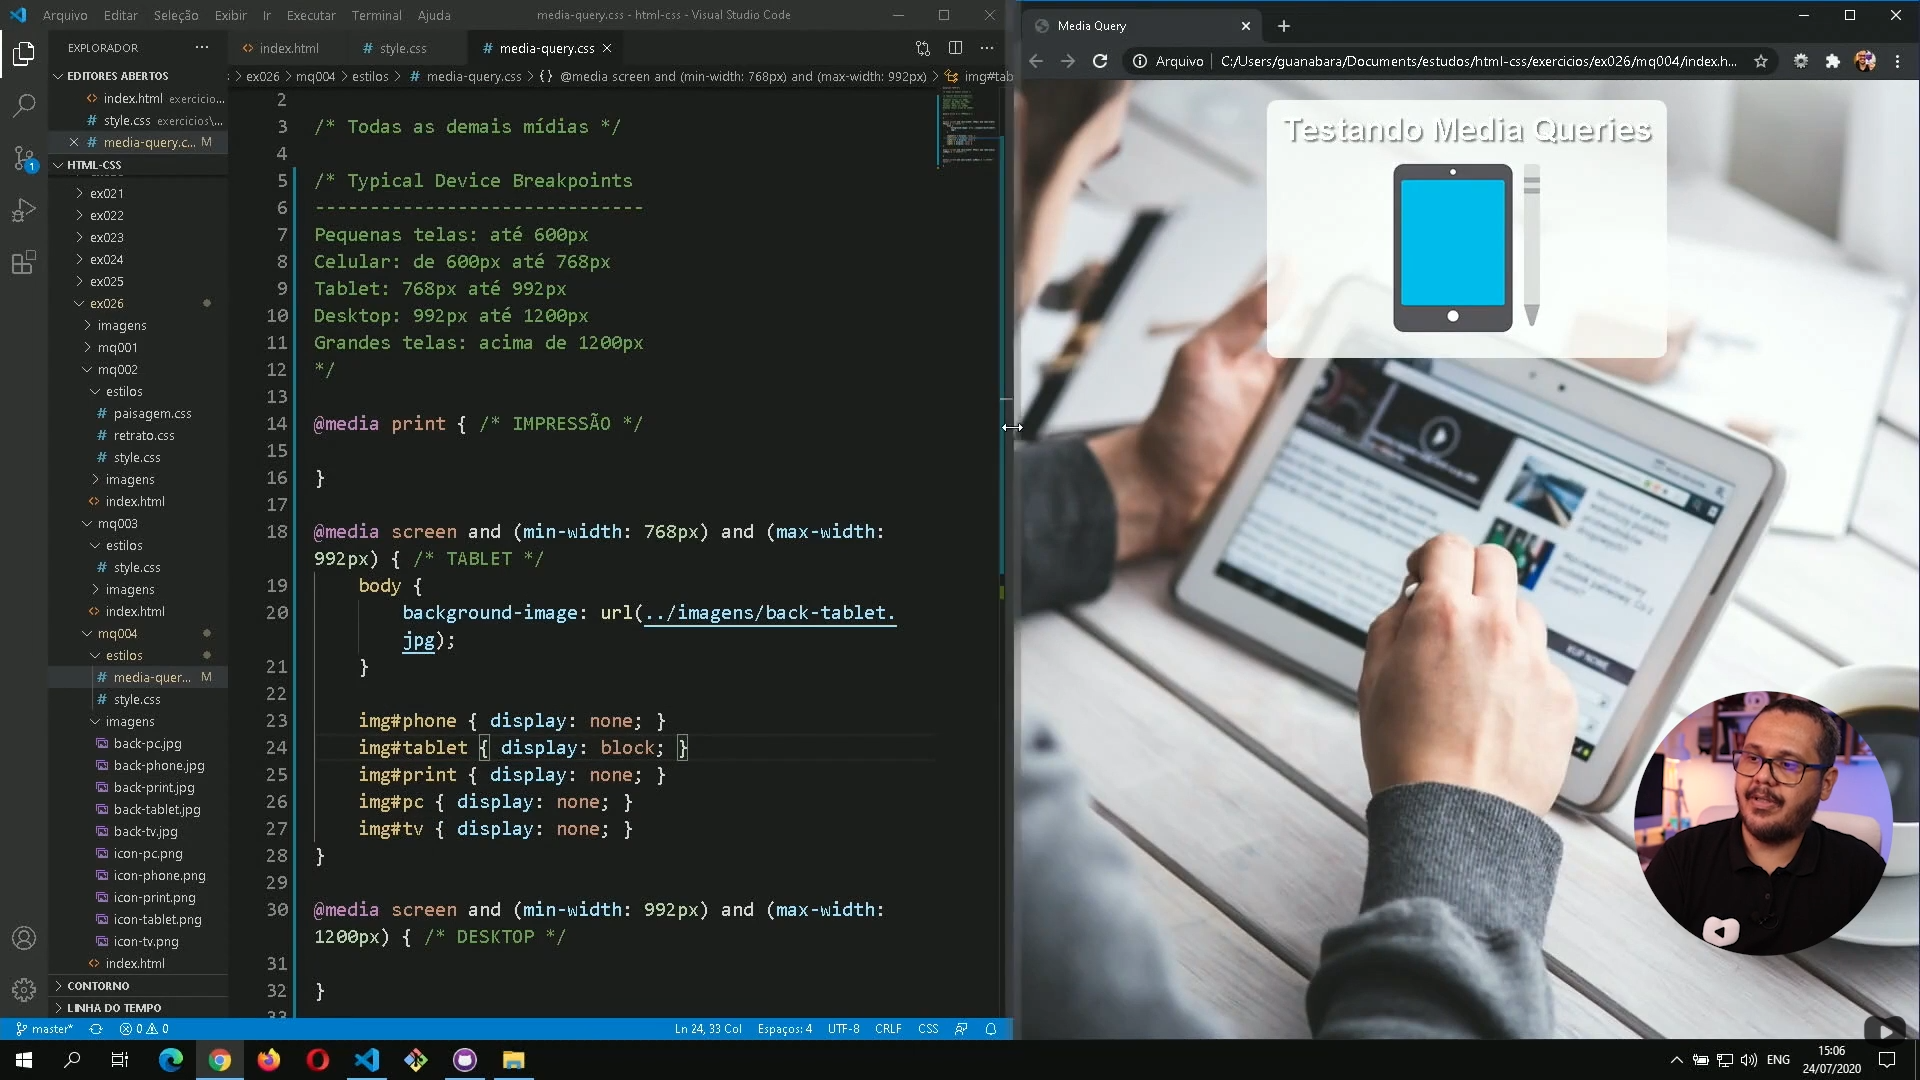 Arquivo Editar Seleção Exibir Ir Executar Terminal Ajuda
media-query.css - html-css - Visual Studio Code
EXPLORADOR
EDITORES ABERTOS
index.html exercicio...
style.css exercicios\...
media-query.c... M
HTML-CSS
ex021
ex022
ex023
ex024
ex025
ex026
imagens
mq001
mq002
estilos
paisagem.css
retrato.css
style.css
imagens
index.html
mq003
estilos
style.css
imagens
index.html
mq004
estilos
media-quer... M
style.css
imagens
back-pc.jpg
back-phone.jpg
back-print.jpg
back-tablet.jpg
back-tv.jpg
icon-pc.png
icon-phone.png
icon-print.png
icon-tablet.png
icon-tv.png
index.html
CONTORNO
LINHA DO TEMPO
1
index.html style.css media-query.css
ex026 > mq004 > estilos > media-query.css > {} @media screen and (min-width: 768px) and (max-width: 992px) > img#tab
2
3 /* Todas as demais mídias */
4
5 /* Typical Device Breakpoints
6 ------------------------------
7 Pequenas telas: até 600px
8 Celular: de 600px até 768px
9 Tablet: 768px até 992px
10 Desktop: 992px até 1200px
11 Grandes telas: acima de 1200px
12 */
13
14 @media print { /* IMPRESSÃO */
15
16 }
17
18 @media screen and (min-width: 768px) and (max-width:
992px) { /* TABLET */
19 body {
20 background-image: url(../imagens/back-tablet.
jpg);
21 }
22
23 img#phone { display: none; }
24 img#tablet { display: block; }
25 img#print { display: none; }
26 img#pc { display: none; }
27 img#tv { display: none; }
28 }
29
30 @media screen and (min-width: 992px) and (max-width:
1200px) { /* DESKTOP */
31
32 }
33
master* 0 0
Ln 24, 33 Col Espaços: 4 UTF-8 CRLF CSS
Media Query
Arquivo | C:/Users/guanabara/Documents/estudos/html-css/exercicios/ex026/mq004/index.h...
Testando Media Queries
ENG
15:06
24/07/2020